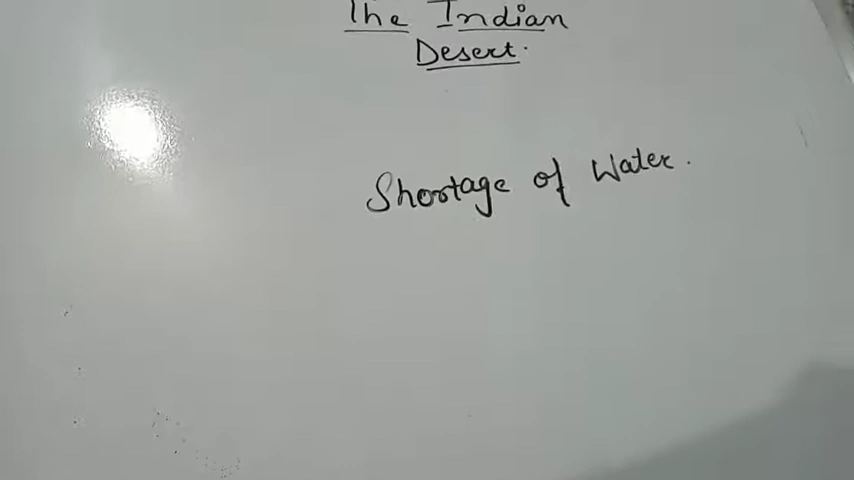 The Indian
Desert.
Shortage of Water.